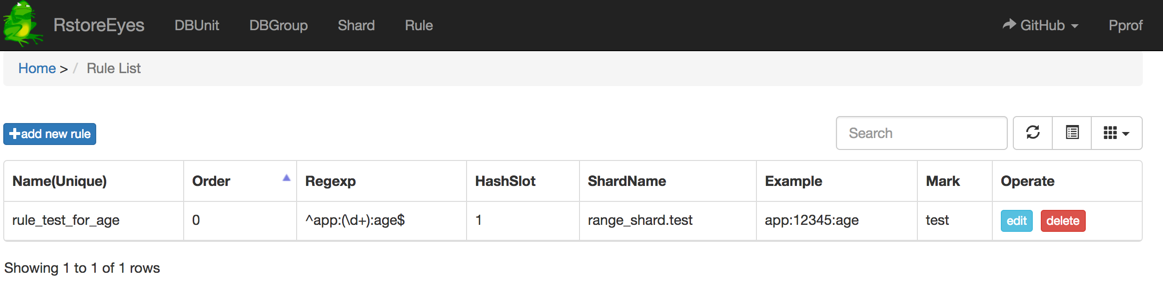 RstoreEyes DBUnit DBGroup Shard Rule GitHub Pprof
Home > / Rule List
add new rule Search
Name(Unique) Order Regexp HashSlot ShardName Example Mark Operate
rule_test_for_age 0 ^app:(\d+):age$ 1 range_shard.test app:12345:age test edit delete
Showing 1 to 1 of 1 rows